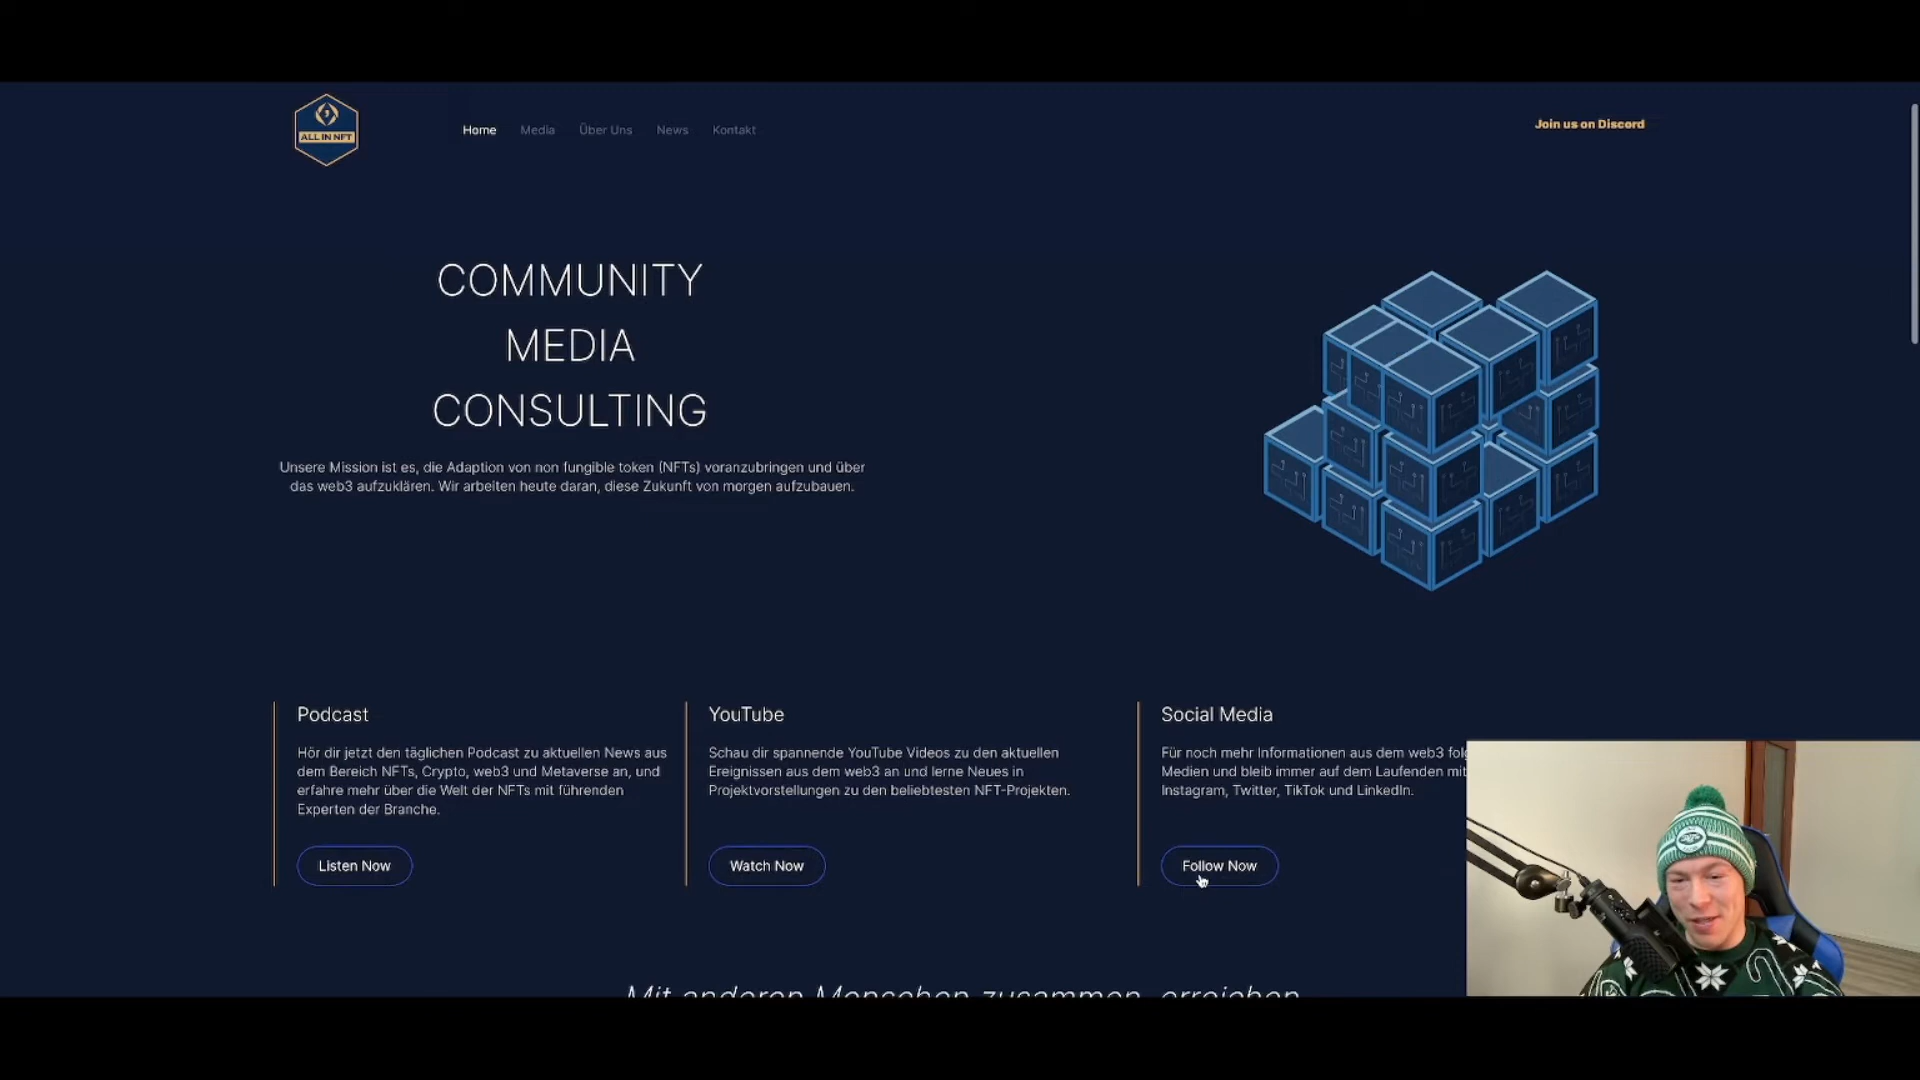 ALL IN NFT
Home
Media
Über Uns
News
Kontakt
Join us on Discord
COMMUNITY
MEDIA
CONSULTING
Unsere Mission ist es, die Adaption von non fungible token (NFTs) voranzubringen und über
das web3 aufzuklären. Wir arbeiten heute daran, diese Zukunft von morgen aufzubauen.
Podcast
Hör dir jetzt den täglichen Podcast zu aktuellen News aus
dem Bereich NFTs, Crypto, web3 und Metaverse an, und
erfahre mehr über die Welt der NFTs mit führenden
Experten der Branche.
Listen Now
YouTube
Schau dir spannende YouTube Videos zu den aktuellen
Ereignissen aus dem web3 an und lerne Neues in
Projektvorstellungen zu den beliebtesten NFT-Projekten.
Watch Now
Social Media
Für noch mehr Informationen aus dem web3
Medien und bleib immer auf dem Laufenden mit
Instagram, Twitter, TikTok und LinkedIn.
Follow Now
Mit anderen Menschen zusammen, erreichen